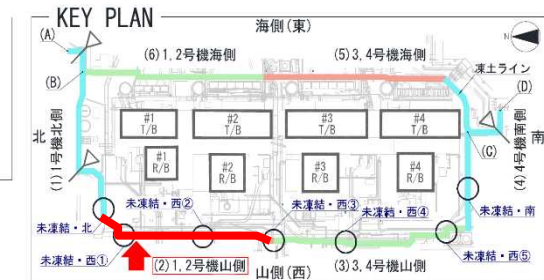 KEY PLAN
海側(東)
(A)
(6)1,2号機海側
(5)3,4号機海側
凍土ライン
(B)
(D)
北
(1)1号機北側
#1
T/B
#2
T/B
#3
T/B
#4
T/B
(C)
南
(4)4号機南側
#1
R/B
#2
R/B
#3
R/B
#4
R/B
未凍結・北
未凍結・西②
未凍結・西③
未凍結・西④
未凍結・南
未凍結・西①
(2)1,2号機山側
山側(西)
(3)3,4号機山側
未凍結・西⑤